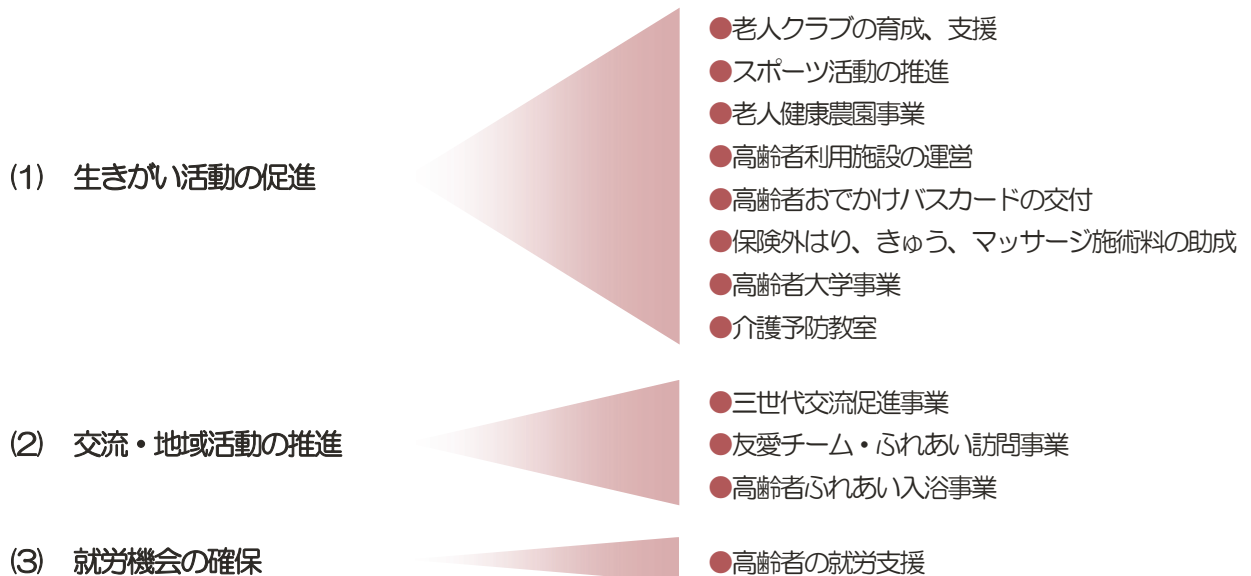 ●老人クラブの育成、支援
●スポーツ活動の推進
●老人健康農園事業
●高齢者利用施設の運営
(1) 生きがい活動の促進
●高齢者おでかけバスカードの交付
●保険外はり、きゅう、マッサージ施術料の助成
●高齢者大学事業
●介護予防教室
●三世代交流促進事業
(2) 交流・地域活動の推進
●友愛チーム・ふれあい訪問事業
●高齢者ふれあい入浴事業
(3) 就労機会の確保
●高齢者の就労支援